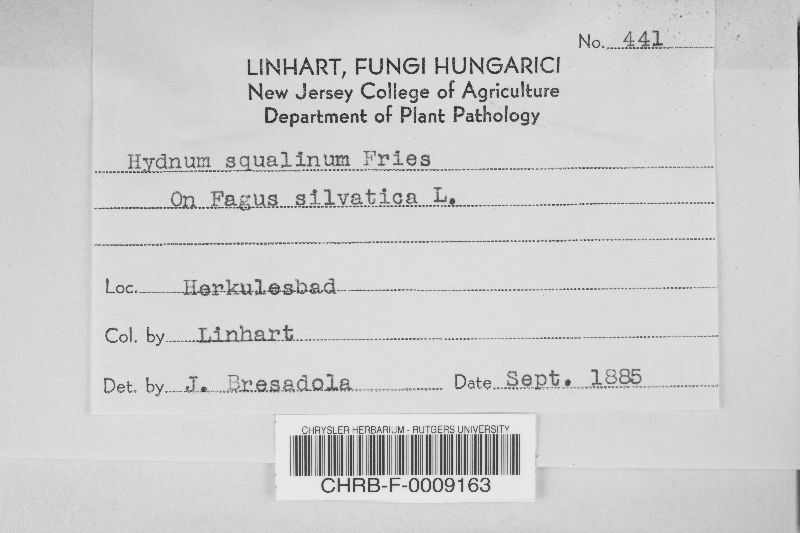 No. 441
LINHART, FUNGI HUNGARICI
New Jersey College of Agriculture
Department of Plant Pathology
Hydnum squalinum Fries
On Fagus silvatica L.
Loc. Herkulesbad
Col. by Linhart
Det. by J. Bresadola Date Sept. 1885
CHRYSLER HERBARIUM - RUTGERS UNIVERSITY
CHRB-F-0009163